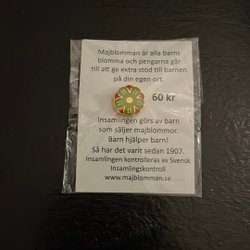 Majblomman är alla barns
blomma och pengarna går
till att ge extra stöd till barnen
på din egen ort.
60 kr
Insamlingen görs av barn
som säljer majblommor.
Barn hjälper barn!
Så har det varit sedan 1907.
Insamlingen kontrolleras av Svensk
Insamlingskontroll
www.majblomman.se